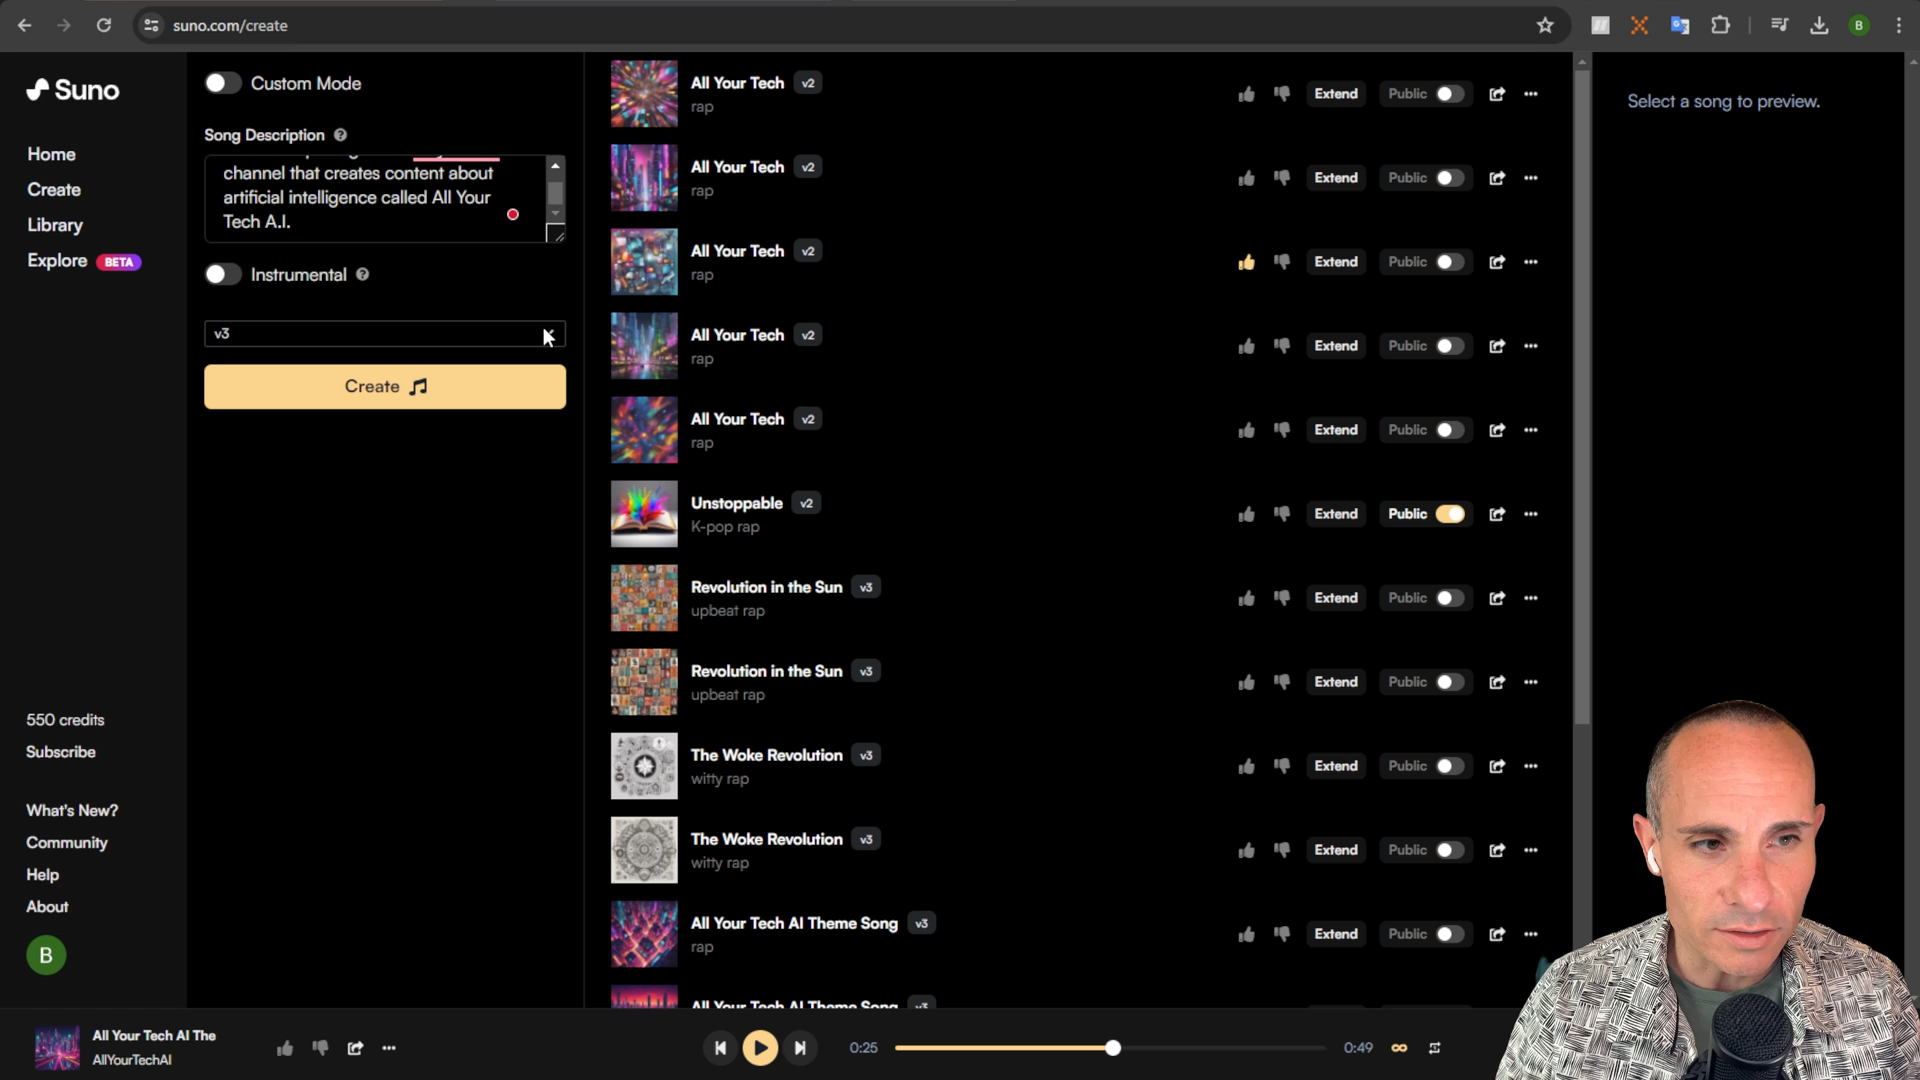 suno.com/create
B
Suno
Home
Create
Library
Explore BETA
550 credits
Subscribe
What's New?
Community
Help
About
B
Custom Mode
Song Description ?
channel that creates content about
artificial intelligence called All Your
Tech A.I.
Instrumental ?
v3
Create
All Your Tech v2
rap
Extend Public
All Your Tech v2
rap
Extend Public
All Your Tech v2
rap
Extend Public
All Your Tech v2
rap
Extend Public
All Your Tech v2
rap
Extend Public
Unstoppable v2
K-pop rap
Extend Public
Revolution in the Sun v3
upbeat rap
Extend Public
Revolution in the Sun v3
upbeat rap
Extend Public
The Woke Revolution v3
witty rap
Extend Public
The Woke Revolution v3
witty rap
Extend Public
All Your Tech AI Theme Song v3
rap
Extend Public
All Your Tech AI Theme Song v3
Select a song to preview.
All Your Tech AI The
AllYourTechAI
0:25
0:49